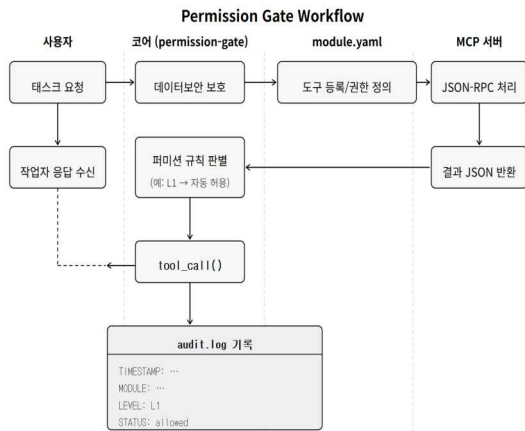 Permission Gate Workflow
사용자
코어 (permission-gate)
module.yaml
MCP 서버
태스크 요청
데이터보안 보호
도구 등록/권한 정의
JSON-RPC 처리
작업자 응답 수신
퍼미션 규칙 판별
(예: L1 → 자동 허용)
결과 JSON 반환
tool_call()
audit.log 기록
TIMESTAMP: ⋯
MODULE: ⋯
LEVEL: L1
STATUS: allowed